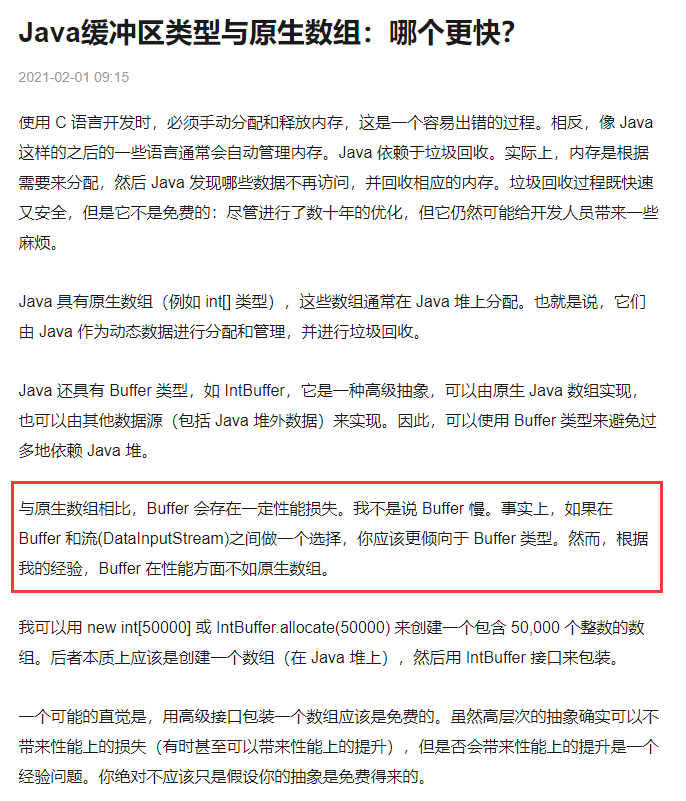 Java缓冲区类型与原生数组：哪个更快？
2021-02-01 09:15
使用 C 语言开发时，必须手动分配和释放内存，这是一个容易出错的过程。相反，像 Java
这样的之后的一些语言通常会自动管理内存。Java 依赖于垃圾回收。实际上，内存是根据
需要来分配，然后 Java 发现哪些数据不再访问，并回收相应的内存。垃圾回收过程既快速
又安全，但是它不是免费的：尽管进行了数十年的优化，但它仍然可能给开发人员带来一些
麻烦。
Java 具有原生数组（例如 int[] 类型），这些数组通常在 Java 堆上分配。也就是说，它们
由 Java 作为动态数据进行分配和管理，并进行垃圾回收。
Java 还具有 Buffer 类型，如 IntBuffer，它是一种高级抽象，可以由原生 Java 数组实现，
也可以由其他数据源（包括 Java 堆外数据）来实现。因此，可以使用 Buffer 类型来避免过
多地依赖 Java 堆。
与原生数组相比，Buffer 会存在一定性能损失。我不是说 Buffer 慢。事实上，如果在
Buffer 和流(DataInputStream)之间做一个选择，你应该更倾向于 Buffer 类型。然而，根据
我的经验，Buffer 在性能方面不如原生数组。
我可以用 new int[50000] 或 IntBuffer.allocate(50000) 来创建一个包含 50,000 个整数的数
组。后者本质上应该是创建一个数组（在 Java 堆上），然后用 IntBuffer 接口来包装。
一个可能的直觉是，用高级接口包装一个数组应该是免费的。虽然高层次的抽象确实可以不
带来性能上的损失（有时甚至可以带来性能上的提升），但是否会带来性能上的提升是一个
经验问题。你绝对不应该只是假设你的抽象是免费得来的。